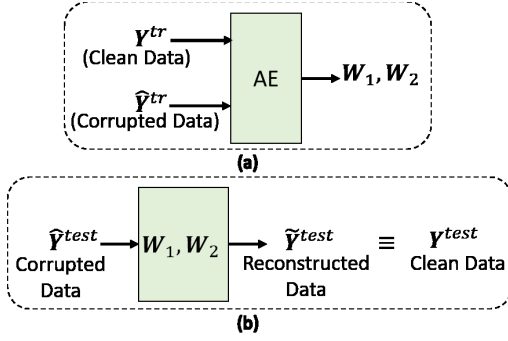 Y^{tr}
(Clean Data)
Ŷ^{tr}
(Corrupted Data)
AE
W_1, W_2
(a)
Ŷ^{test}
Corrupted
Data
W_1, W_2
Ỹ^{test}
Reconstructed
Data
≡
Y^{test}
Clean Data
(b)